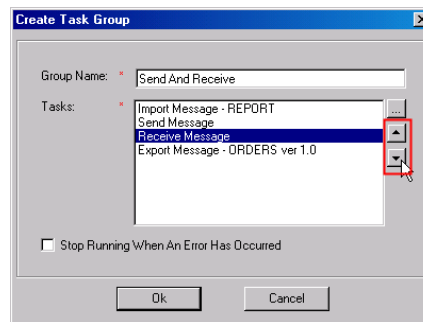 Create Task Group
Group Name: * Send And Receive
Tasks: * Import Message - REPORT
Send Message
Receive Message
Export Message - ORDERS ver 1.0
...
Stop Running When An Error Has Occurred
Ok Cancel